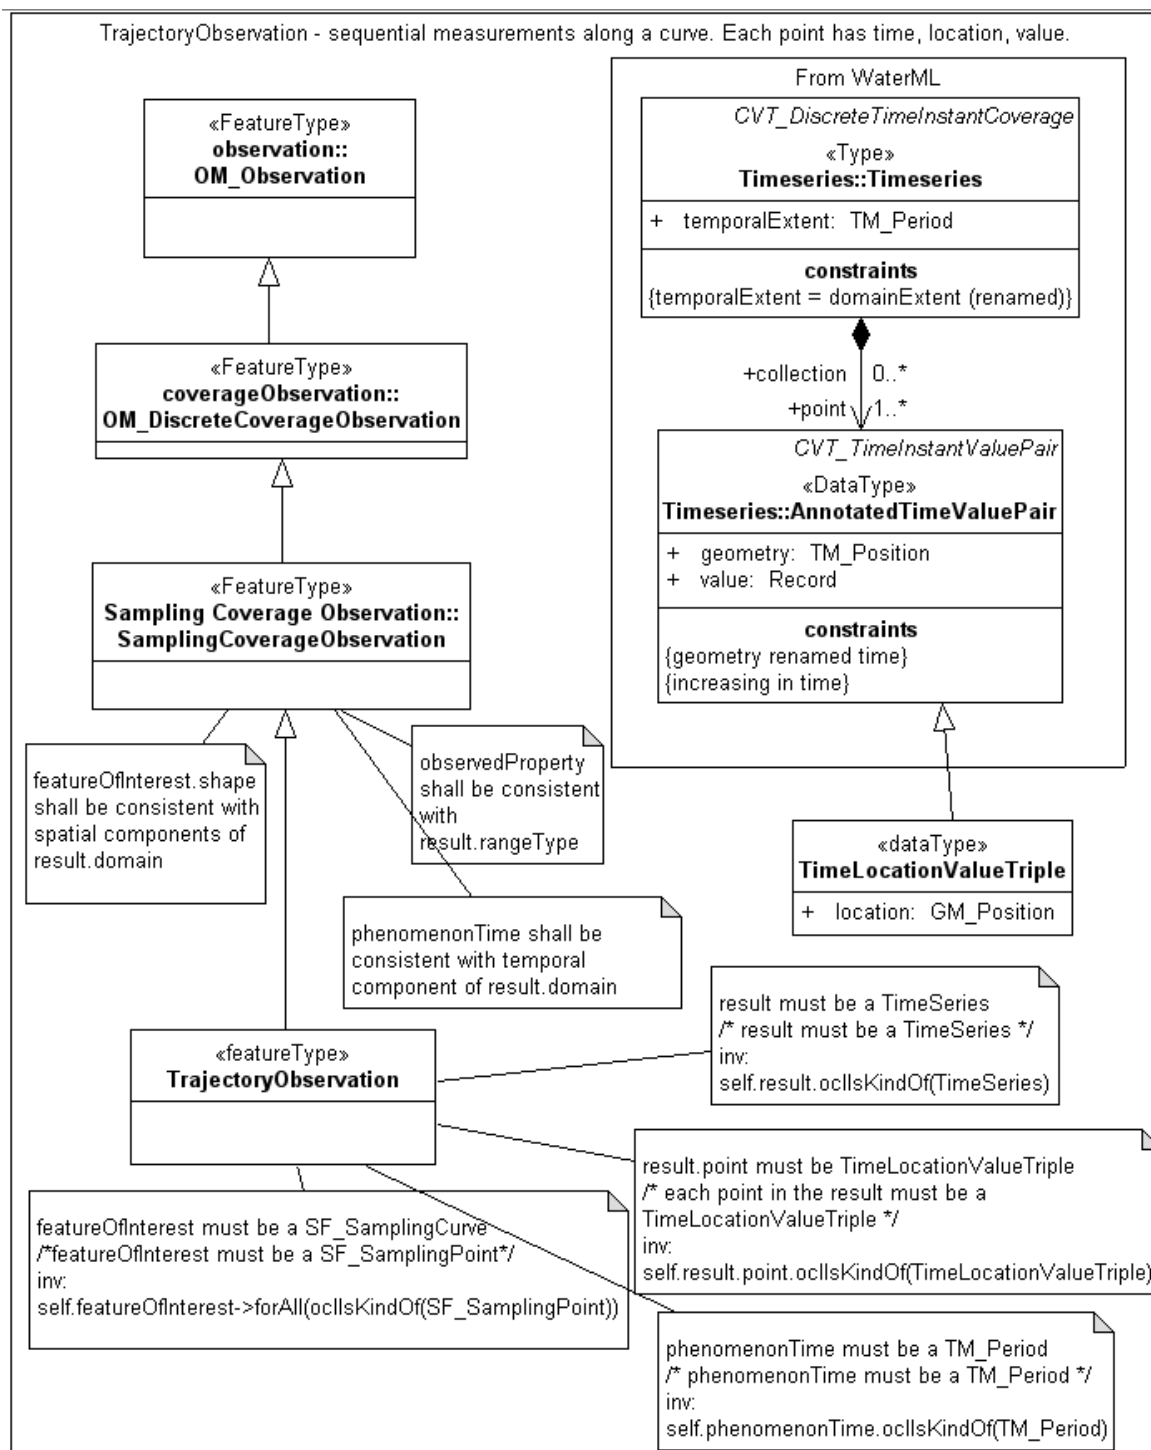 TrajectoryObservation - sequential measurements along a curve. Each point has time, location, value.
«FeatureType»
observation::
OM_Observation
«FeatureType»
coverageObservation::
OM_DiscreteCoverageObservation
«FeatureType»
Sampling Coverage Observation::
SamplingCoverageObservation
From WaterML
CVT_DiscreteTimeInstantCoverage
«Type»
Timeseries::Timeseries
+ temporalExtent: TM_Period
constraints
{temporalExtent = domainExtent (renamed)}
+collection 0..*
+point 1..*
CVT_TimeInstantValuePair
«DataType»
Timeseries::AnnotatedTimeValuePair
+ geometry: TM_Position
+ value: Record
constraints
{geometry renamed time}
{increasing in time}
featureOfInterest.shape
shall be consistent with
spatial components of
result.domain
observedProperty
shall be consistent
with
result.rangeType
phenomenonTime shall be
consistent with temporal
component of result.domain
«dataType»
TimeLocationValueTriple
+ location: GM_Position
«featureType»
TrajectoryObservation
result must be a TimeSeries
/* result must be a TimeSeries */
inv:
self.result.oclIsKindOf(TimeSeries)
result.point must be TimeLocationValueTriple
/* each point in the result must be a
TimeLocationValueTriple */
inv:
self.result.point.oclIsKindOf(TimeLocationValueTriple)
featureOfInterest must be a SF_SamplingCurve
/*featureOfInterest must be a SF_SamplingPoint*/
inv:
self.featureOfInterest->forAll(oclIsKindOf(SF_SamplingPoint))
phenomenonTime must be a TM_Period
/* phenomenonTime must be a TM_Period */
inv:
self.phenomenonTime.oclIsKindOf(TM_Period)